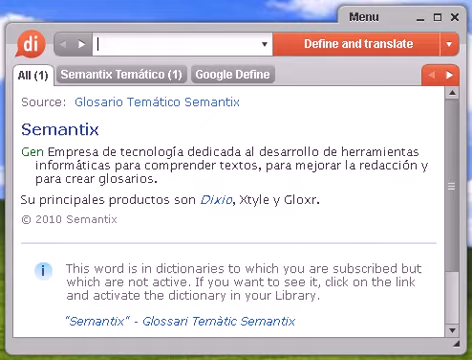 Menu
di
Define and translate
All (1)
Semantix Temático (1)
Google Define
Source: Glosario Temático Semantix
Semantix
Gen Empresa de tecnología dedicada al desarrollo de herramientas
informáticas para comprender textos, para mejorar la redacción y
para crear glosarios.
Su principales productos son Dixio, Xtyle y Gloxr.
© 2010 Semantix
i
This word is in dictionaries to which you are subscribed but
which are not active. If you want to see it, click on the link
and activate the dictionary in your Library.
"Semantix" - Glossari Temàtic Semantix